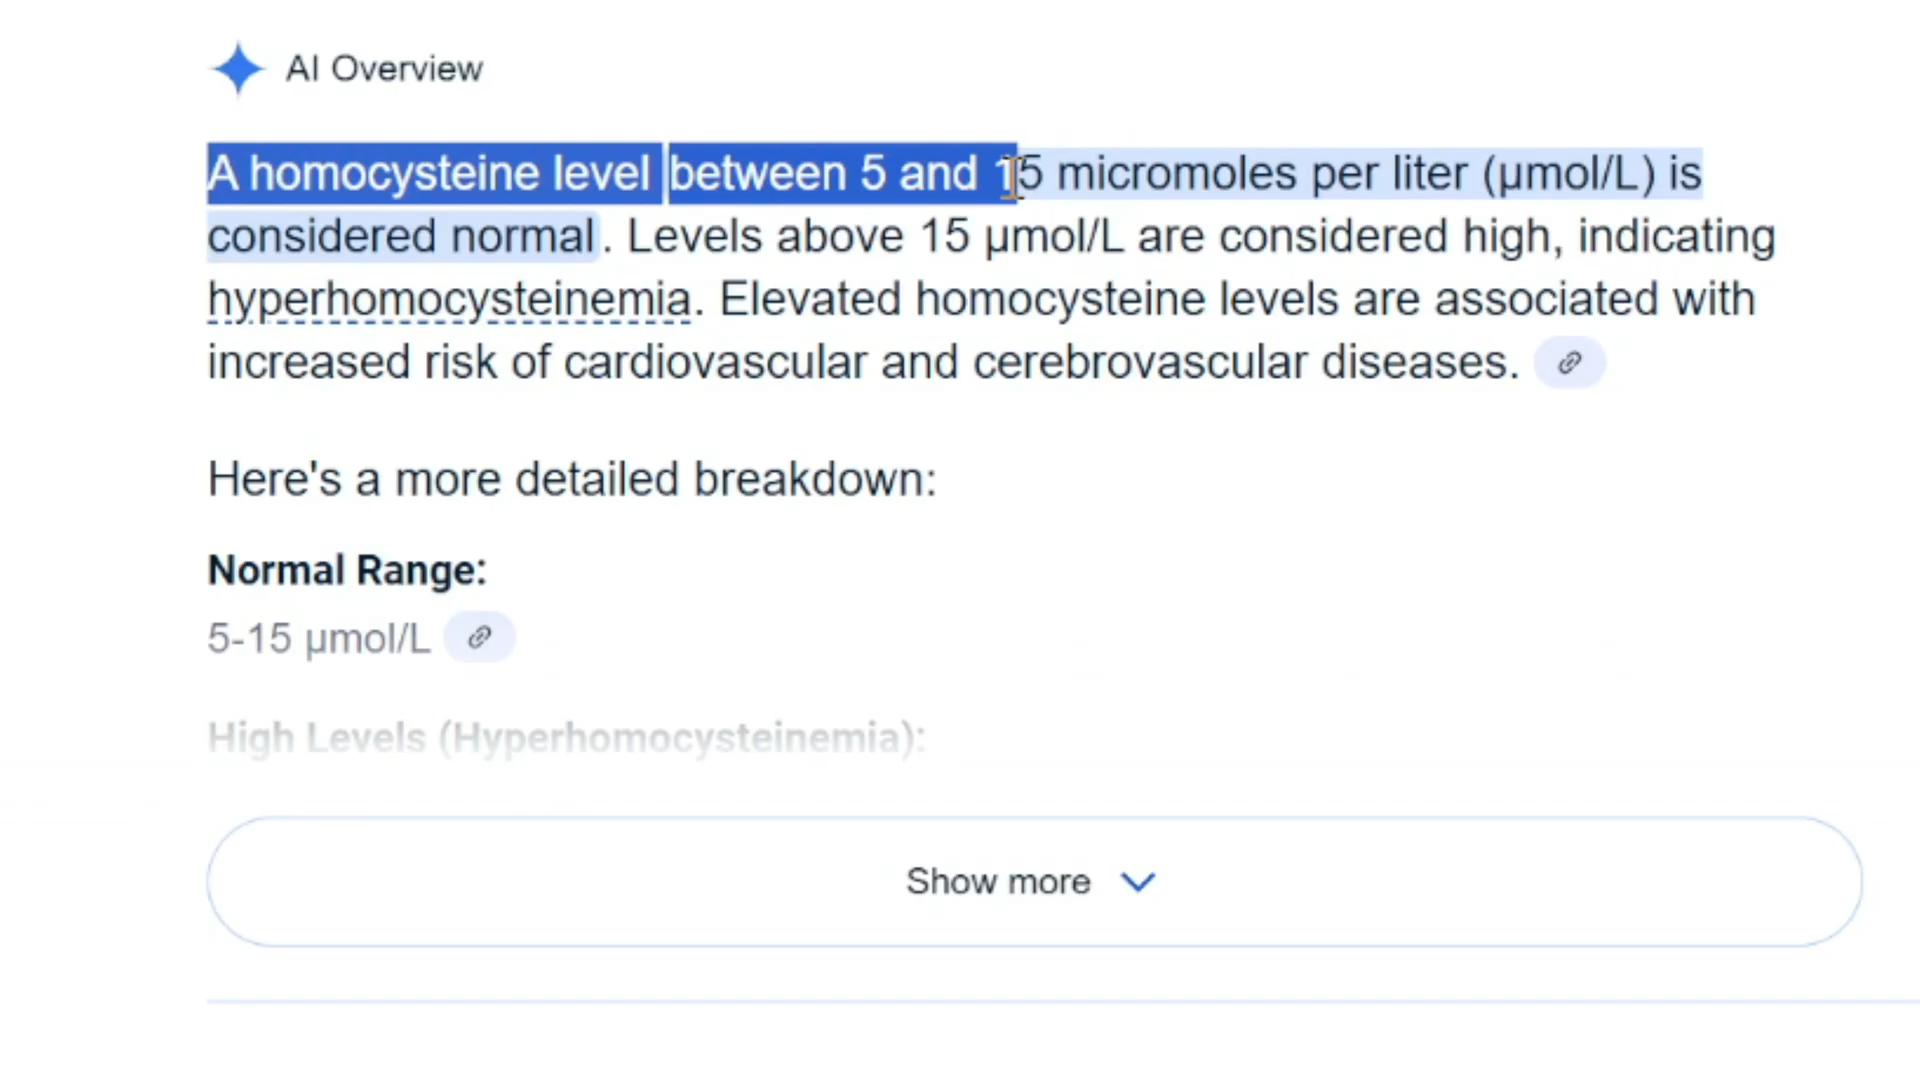 AI Overview
A homocysteine level between 5 and 15 micromoles per liter (µmol/L) is
considered normal. Levels above 15 µmol/L are considered high, indicating
hyperhomocysteinemia. Elevated homocysteine levels are associated with
increased risk of cardiovascular and cerebrovascular diseases.
Here's a more detailed breakdown:
Normal Range:
5-15 µmol/L
High Levels (Hyperhomocysteinemia):
Show more